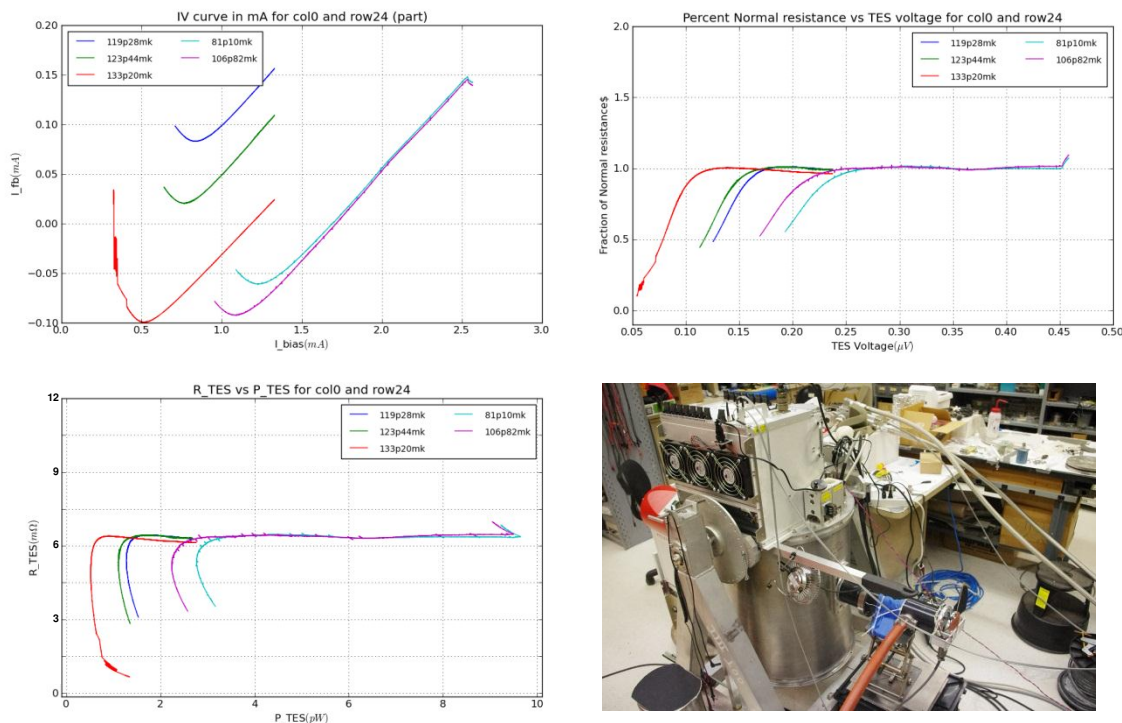 IV curve in mA for col0 and row24 (part)
119p28mk
123p44mk
133p20mk
81p10mk
106p82mk
I_fb(mA)
0.20
0.15
0.10
0.05
0.00
−0.05
−0.10
0.0 0.5 1.0 1.5 2.0 2.5 3.0
I_bias(mA)
Percent Normal resistance vs TES voltage for col0 and row24
119p28mk
123p44mk
133p20mk
81p10mk
106p82mk
Fraction of Normal resistance$
2.0
1.5
1.0
0.5
0.0
0.05 0.10 0.15 0.20 0.25 0.30 0.35 0.40 0.45 0.50
TES Voltage(μV)
R_TES vs P_TES for col0 and row24
119p28mk
123p44mk
133p20mk
81p10mk
106p82mk
R_TES(mΩ)
12
9
6
3
0
0 2 4 6 8 10
P_TES(pW)